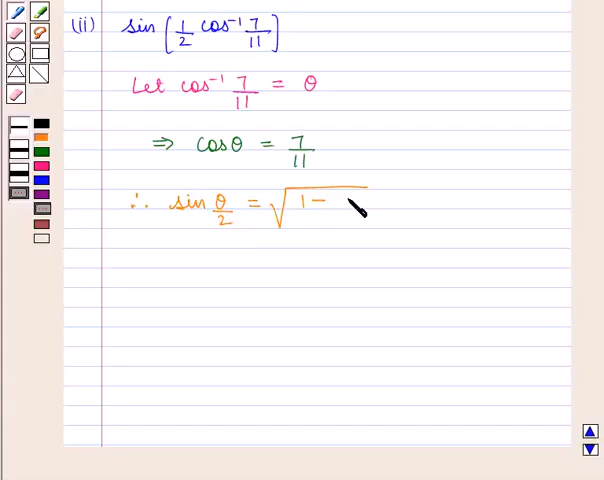 (ii) sin [1/2 cos⁻¹ 7/11]
Let cos⁻¹ 7/11 = θ
⇒ cosθ = 7/11
∴ sin θ/2 = √(1 −